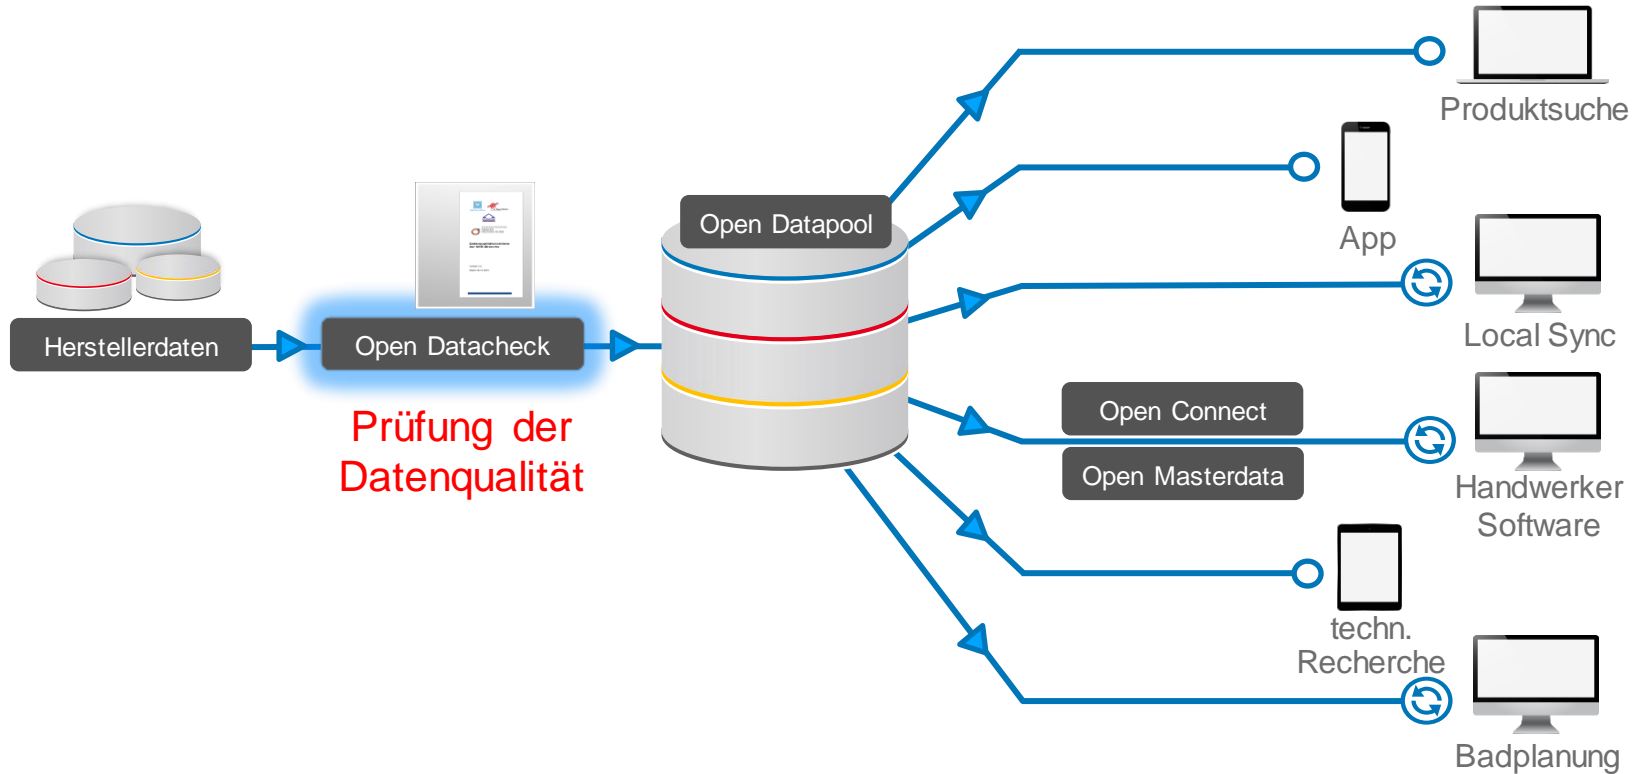 Produktsuche
Open Datapool
App
Herstellerdaten
Open Datacheck
Local Sync
Prüfung der
Datenqualität
Open Connect
Open Masterdata
Handwerker
Software
techn.
Recherche
Badplanung